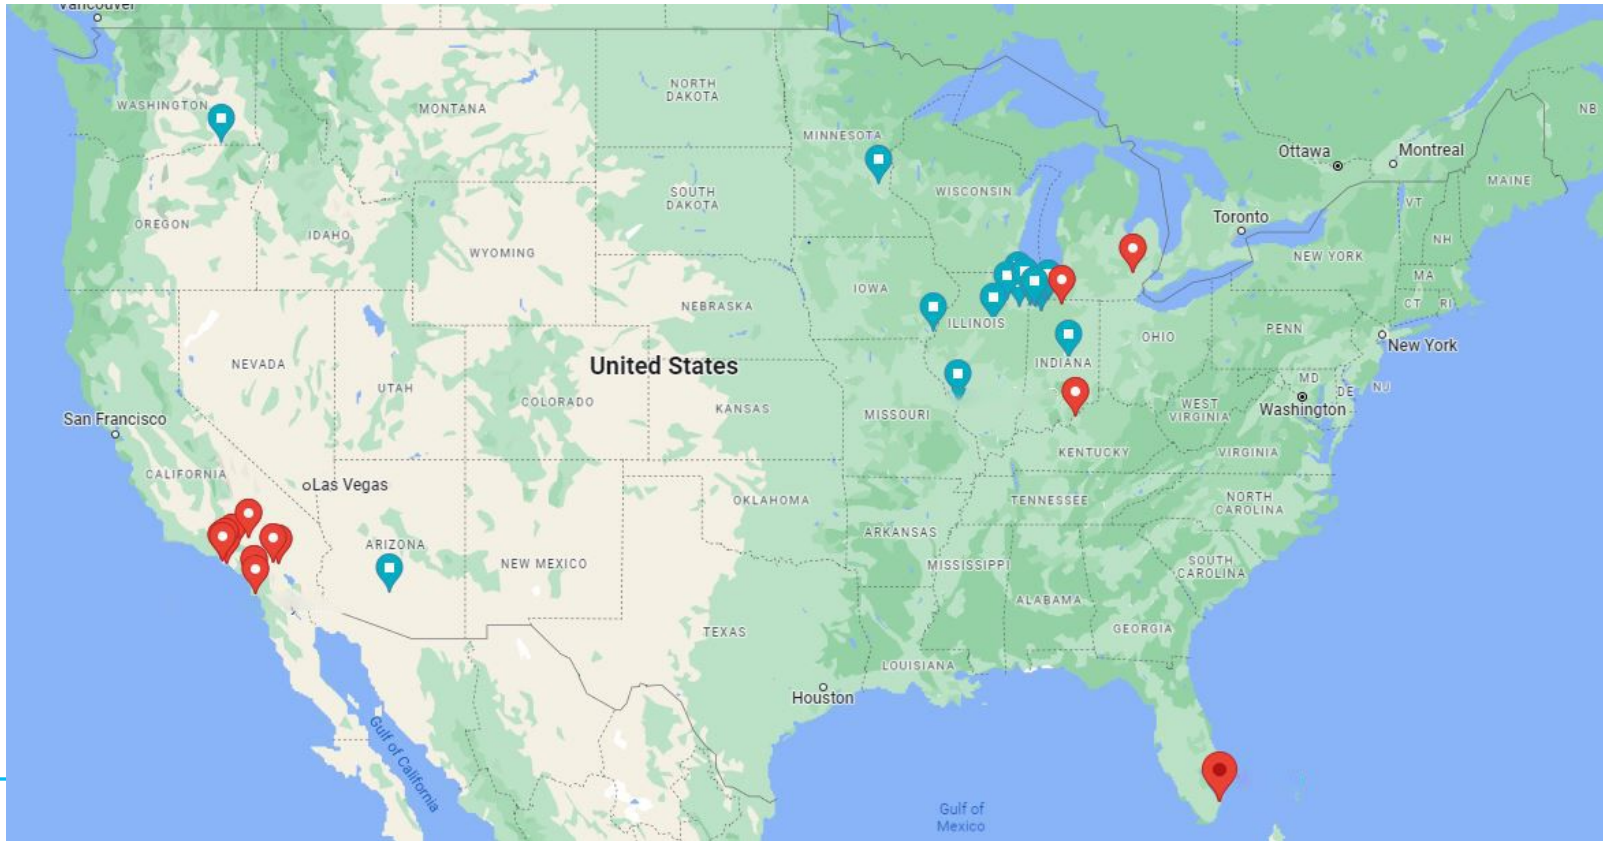 Vancouver
WASHINGTON
MONTANA
NORTH
DAKOTA
MINNESOTA
NB
Ottawa
Montreal
MAINE
WISCONSIN
SOUTH
DAKOTA
OREGON
IDAHO
VT
Toronto
NH
WYOMING
NEW YORK
MA
CT
RI
IOWA
NEBRASKA
ILLINOIS
PENN
OHIO
New York
NEVADA
United States
INDIANA
UTAH
MD
DE
NJ
COLORADO
KANSAS
MISSOURI
WEST
VIRGINIA
Washington
San Francisco
KENTUCKY
VIRGINIA
CALIFORNIA
Las Vegas
OKLAHOMA
TENNESSEE
NORTH
CAROLINA
ARIZONA
ARKANSAS
NEW MEXICO
MISSISSIPPI
SOUTH
CAROLINA
ALABAMA
TEXAS
GEORGIA
LOUISIANA
Houston
Gulf of California
Gulf of
Mexico